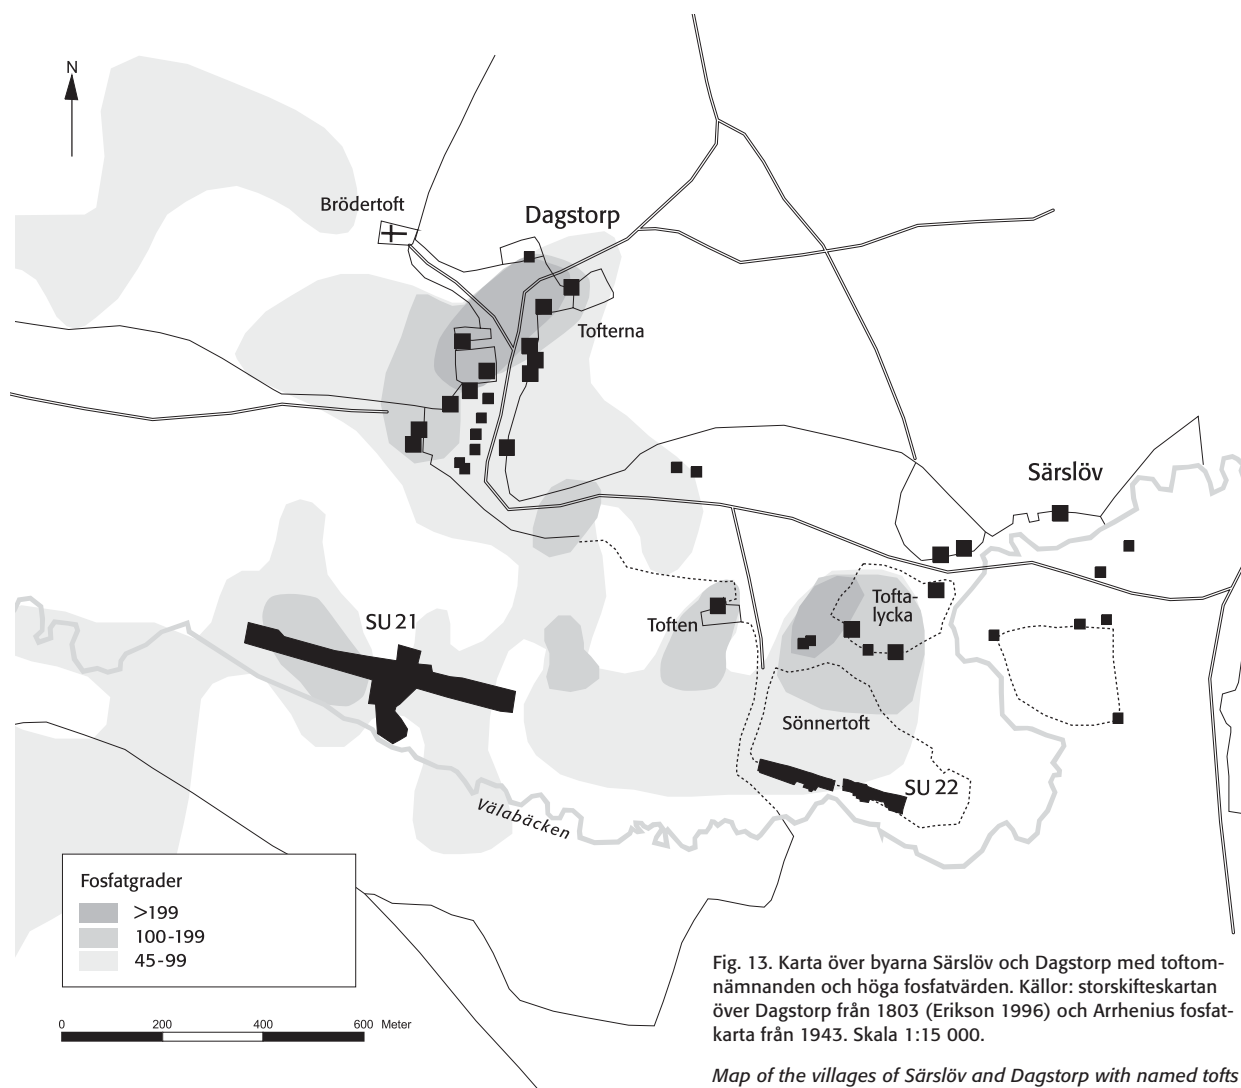 N
Brödertoft
Dagstorp
Tofterna
Särslöv
Tofta-
lycka
SU 21
Toften
Sönnertoft
SU 22
Välabäcken
Fosfatgrader
>199
100-199
45-99
0 200 400 600 Meter
Fig. 13. Karta över byarna Särslöv och Dagstorp med toftom-
nämnanden och höga fosfatvärden. Källor: storskifteskartan
över Dagstorp från 1803 (Erikson 1996) och Arrhenius fosfat-
karta från 1943. Skala 1:15 000.
Map of the villages of Särslöv and Dagstorp with named tofts